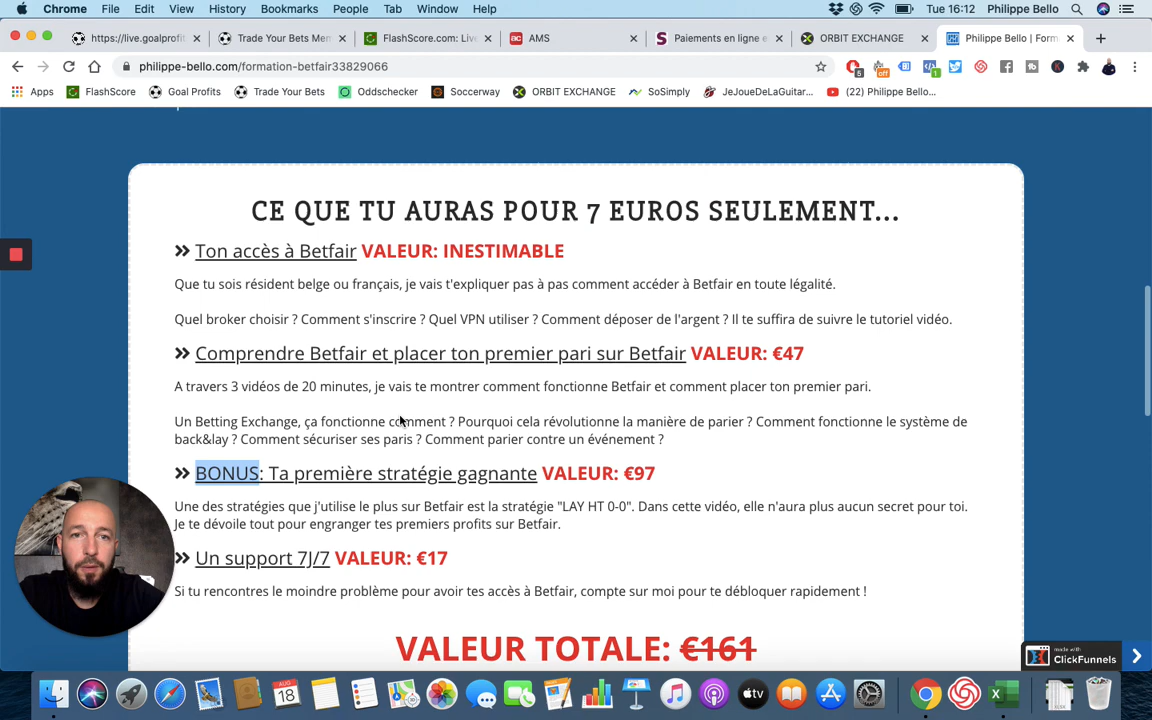 Chrome File Edit View History Bookmarks People Tab Window Help Tue 16:12 Philippe Bello
https://live.goalprofit Trade Your Bets Men FlashScore.com: Live AMS Paiements en ligne e ORBIT EXCHANGE Philippe Bello | Form
philippe-bello.com/formation-betfair33829066
Apps FlashScore Goal Profits Trade Your Bets Oddschecker Soccerway ORBIT EXCHANGE SoSimply JeJoueDeLaGuitar... (22) Philippe Bello...
CE QUE TU AURAS POUR 7 EUROS SEULEMENT...
Ton accès à Betfair VALEUR: INESTIMABLE
Que tu sois résident belge ou français, je vais t'expliquer pas à pas comment accéder à Betfair en toute légalité.
Quel broker choisir ? Comment s'inscrire ? Quel VPN utiliser ? Comment déposer de l'argent ? Il te suffira de suivre le tutoriel vidéo.
Comprendre Betfair et placer ton premier pari sur Betfair VALEUR: €47
A travers 3 vidéos de 20 minutes, je vais te montrer comment fonctionne Betfair et comment placer ton premier pari.
Un Betting Exchange, ça fonctionne comment ? Pourquoi cela révolutionne la manière de parier ? Comment fonctionne le système de
back&lay ? Comment sécuriser ses paris ? Comment parier contre un événement ?
BONUS: Ta première stratégie gagnante VALEUR: €97
Une des stratégies que j'utilise le plus sur Betfair est la stratégie "LAY HT 0-0". Dans cette vidéo, elle n'aura plus aucun secret pour toi.
Je te dévoile tout pour engranger tes premiers profits sur Betfair.
Un support 7J/7 VALEUR: €17
Si tu rencontres le moindre problème pour avoir tes accès à Betfair, compte sur moi pour te débloquer rapidement !
VALEUR TOTALE: €161
made with
ClickFunnels
AUG
18
tv